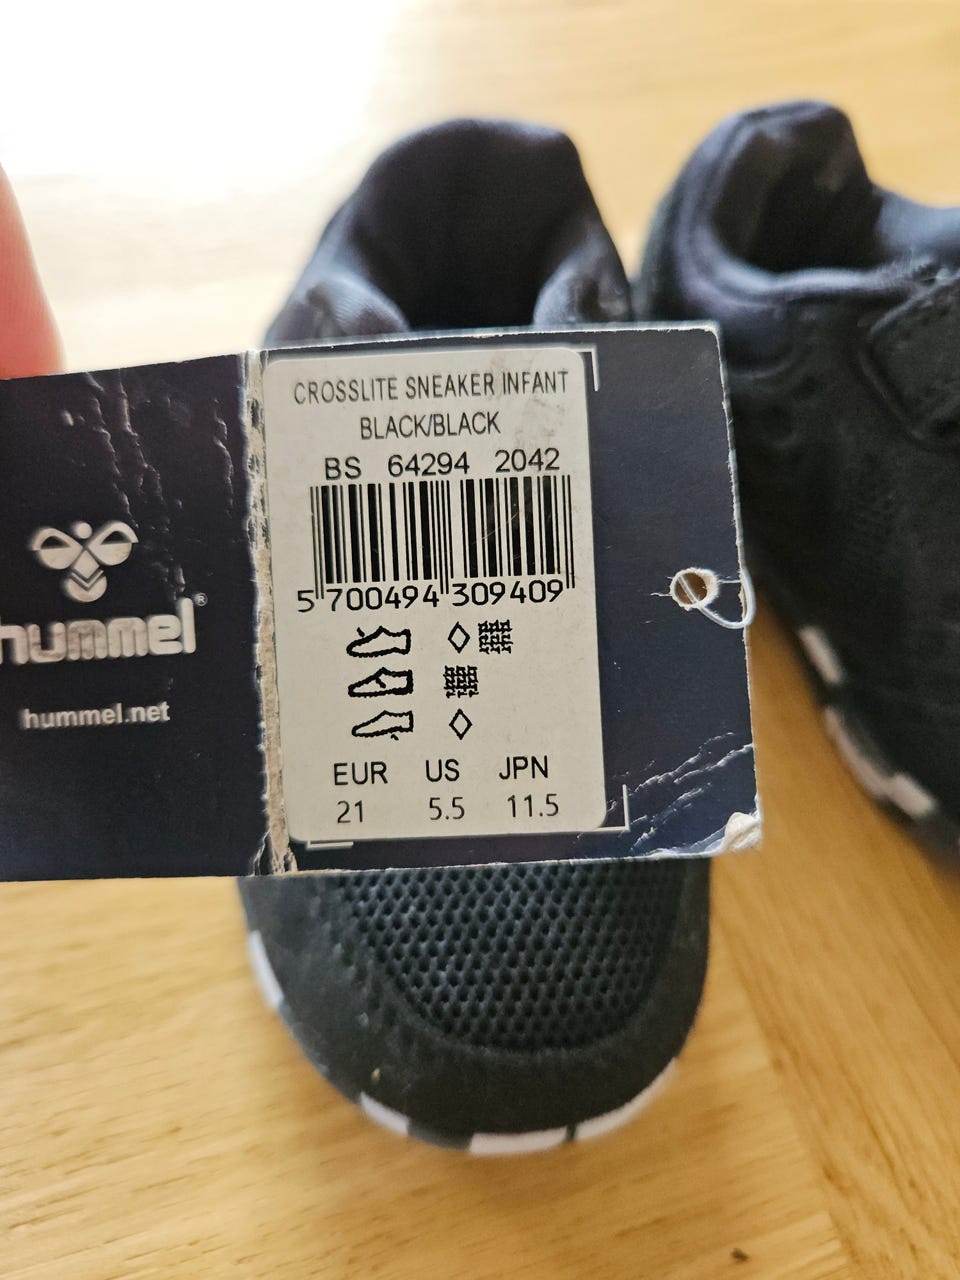 CROSSLITE SNEAKER INFANT
BLACK/BLACK
BS 64294 2042
5 700494 309409
EUR US JPN
21 5.5 11.5
hummel®
hummel.net